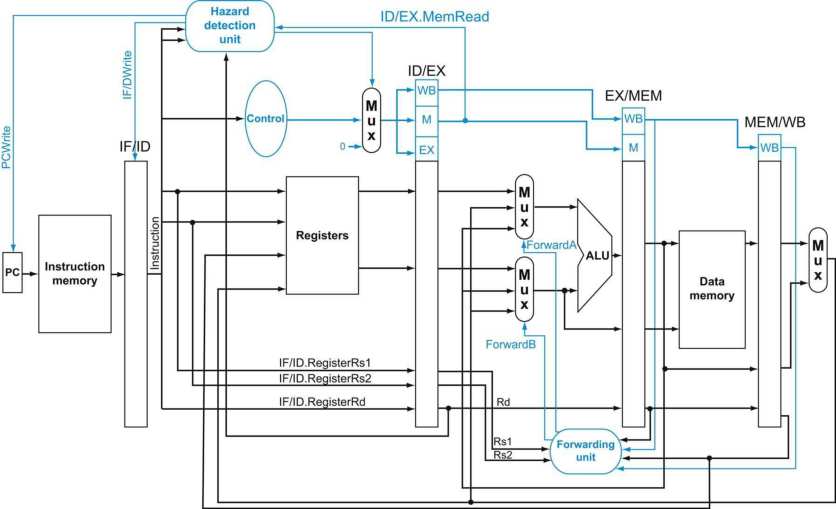 Hazard
detection
unit
ID/EX.MemRead
IF/DWrite
PCWrite
Control
Mux
0
ID/EX
WB
M
EX
EX/MEM
WB
M
MEM/WB
WB
IF/ID
PC
Instruction
memory
Instruction
Registers
Mux
ForwardA
Mux
ForwardB
ALU
Data
memory
Mux
IF/ID.RegisterRs1
IF/ID.RegisterRs2
IF/ID.RegisterRd
Rd
Rs1
Rs2
Forwarding
unit